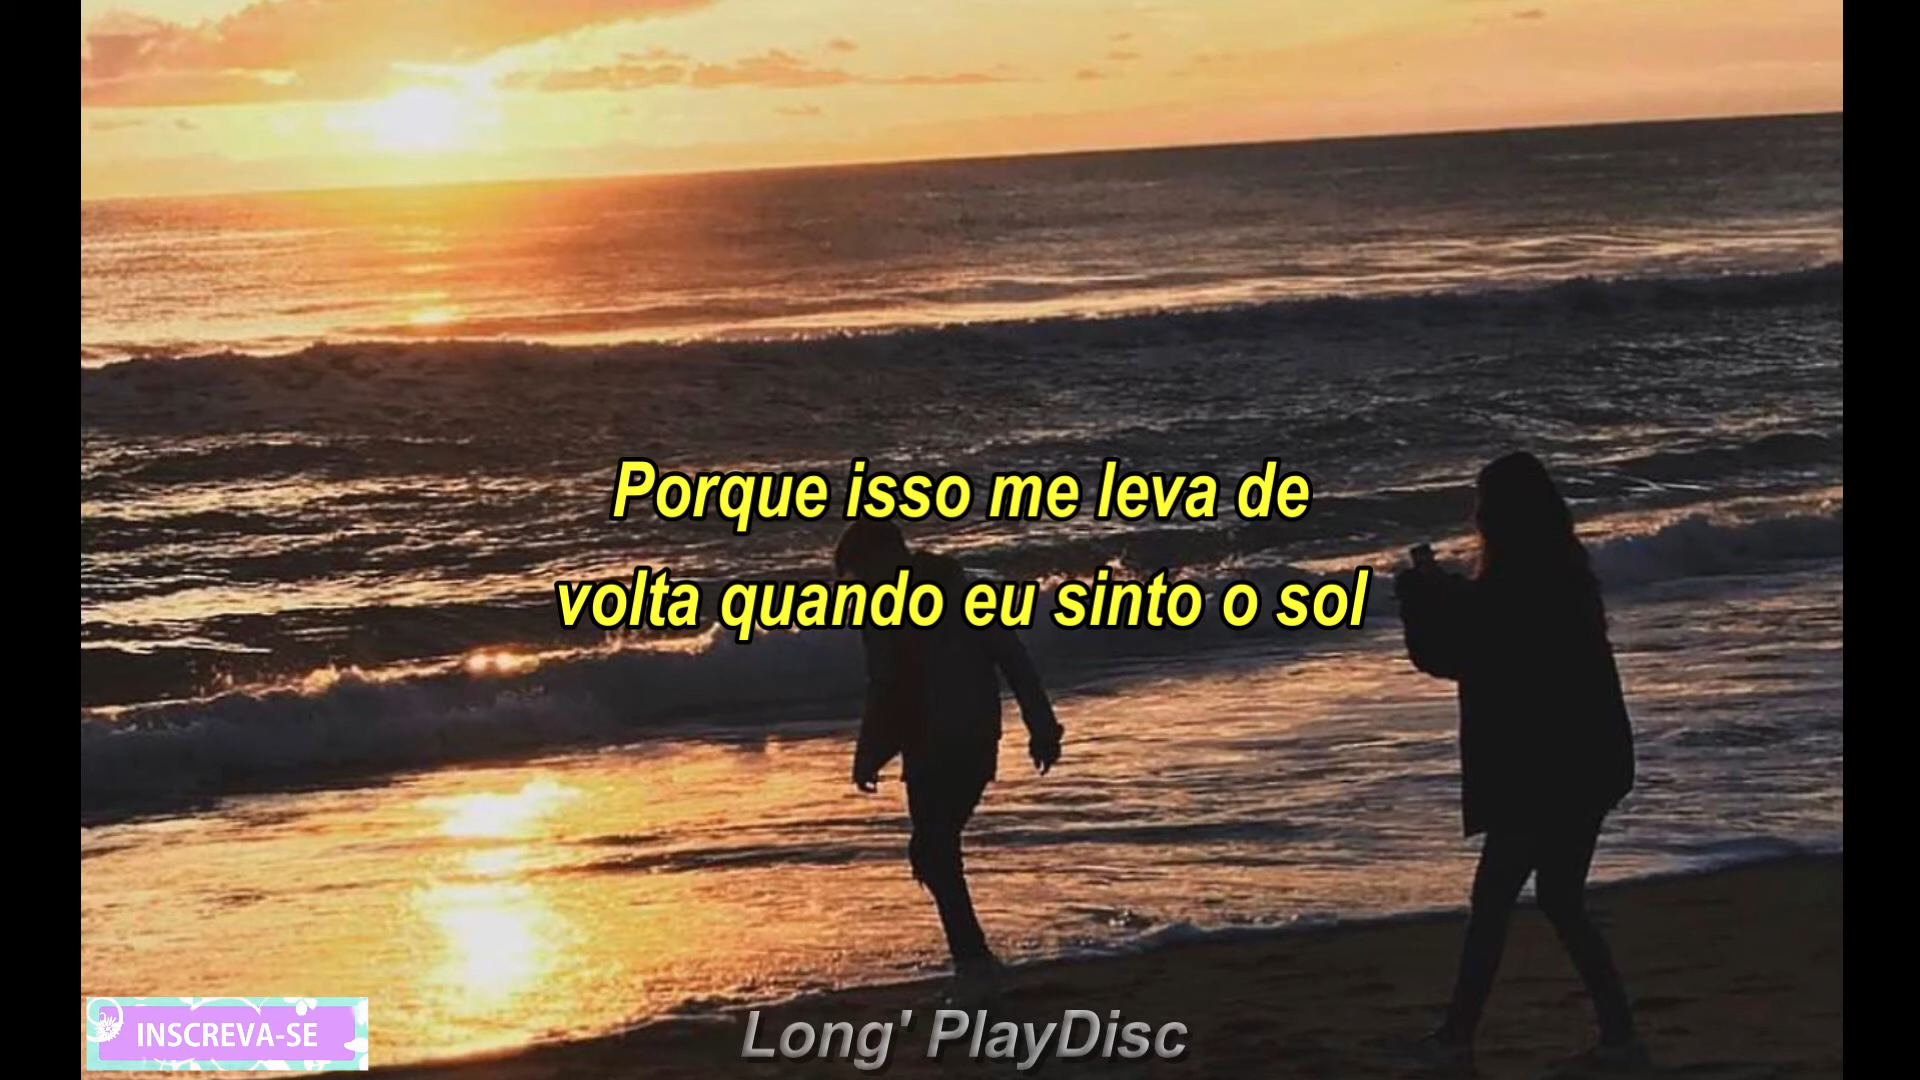 Porque isso me leva de
volta quando eu sinto o sol
INSCREVA-SE
Long' PlayDisc